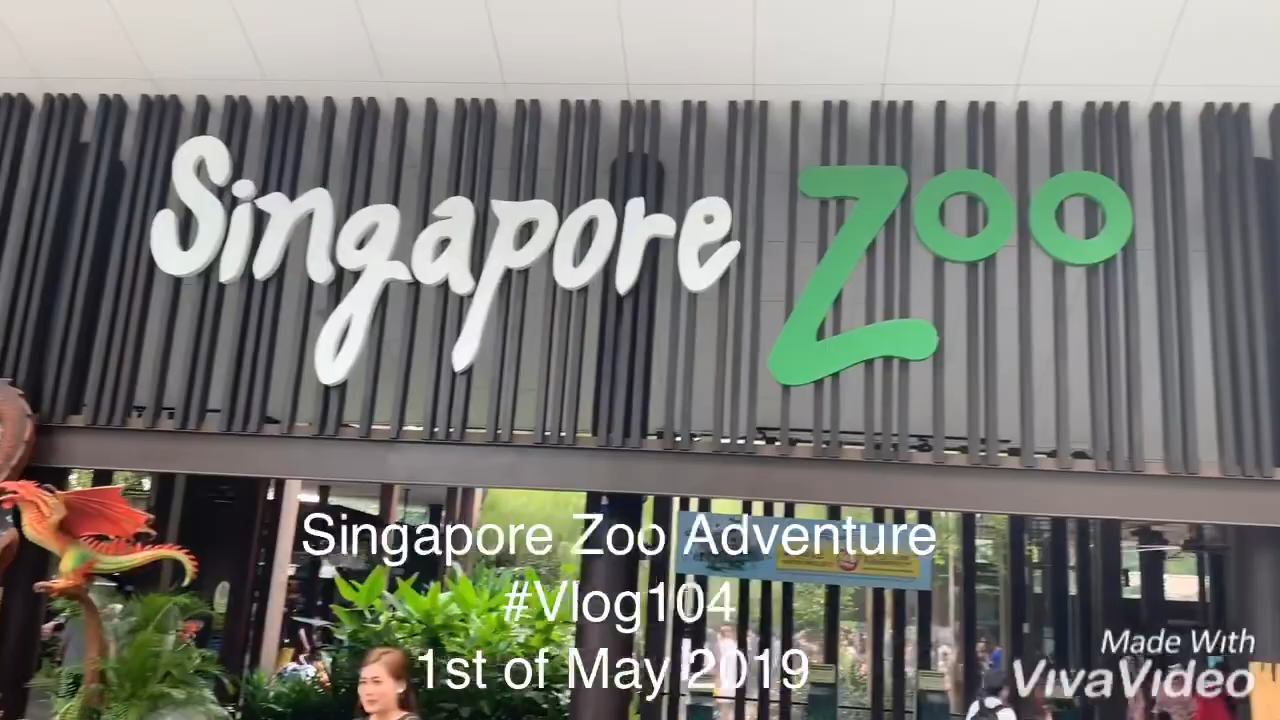 Singapore Zoo
Singapore Zoo Adventure
#Vlog104
1st of May 2019
Made With
VivaVideo